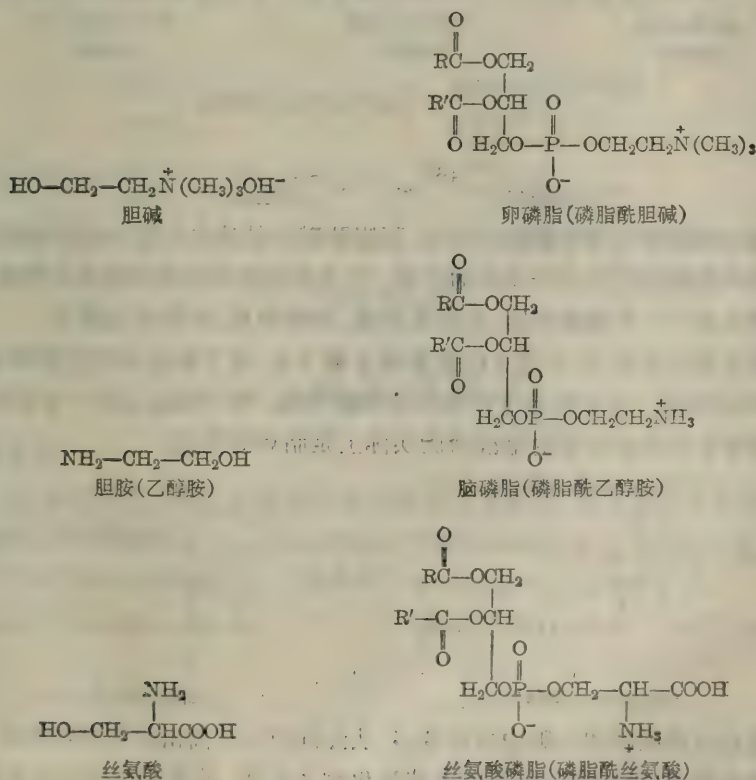 O
RC—OCH₂
R′C—OCH O
O H₂CO—P—OCH₂CH₂N⁺(CH₃)₃
HO—CH₂—CH₂N⁺(CH₃)₃OH⁻ O⁻
胆碱 卵磷脂(磷脂酰胆碱)
O
RC—OCH₂
R′C—OCH
O O
H₂COP—OCH₂CH₂N⁺H₃
NH₂—CH₂—CH₂OH O⁻
胆胺(乙醇胺) 脑磷脂(磷脂酰乙醇胺)
O
RC—OCH₂
R′—C—OCH
O O
NH₂ H₂COP—OCH₂—CH—COOH
HO—CH₂—CHCOOH O⁻ N⁺H₃
丝氨酸 丝氨酸磷脂(磷脂酰丝氨酸)